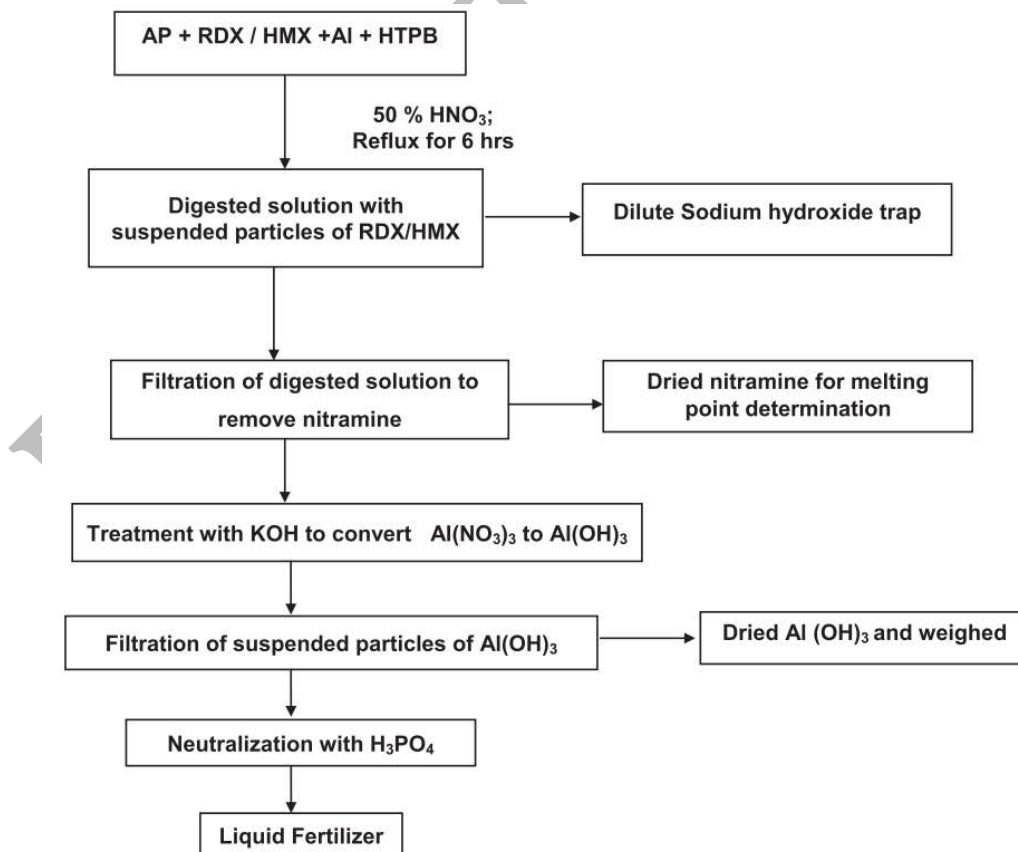 AP + RDX / HMX +Al + HTPB
50 % HNO₃;
Reflux for 6 hrs
Digested solution with
suspended particles of RDX/HMX
Dilute Sodium hydroxide trap
Filtration of digested solution to
remove nitramine
Dried nitramine for melting
point determination
Treatment with KOH to convert Al(NO₃)₃ to Al(OH)₃
Filtration of suspended particles of Al(OH)₃
Dried Al (OH)₃ and weighed
Neutralization with H₃PO₄
Liquid Fertilizer